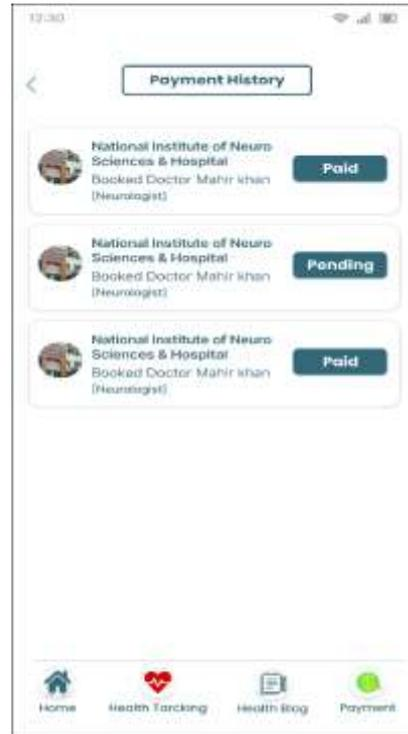 12:30
Payment History
National Institute of Neuro
Sciences & Hospital
Booked Doctor Mahir khan
(Neurologist)
Paid
National Institute of Neuro
Sciences & Hospital
Booked Doctor Mahir khan
(Neurologist)
Pending
National Institute of Neuro
Sciences & Hospital
Booked Doctor Mahir khan
(Neurologist)
Paid
Home
Health Tarcking
Health Blog
Payment